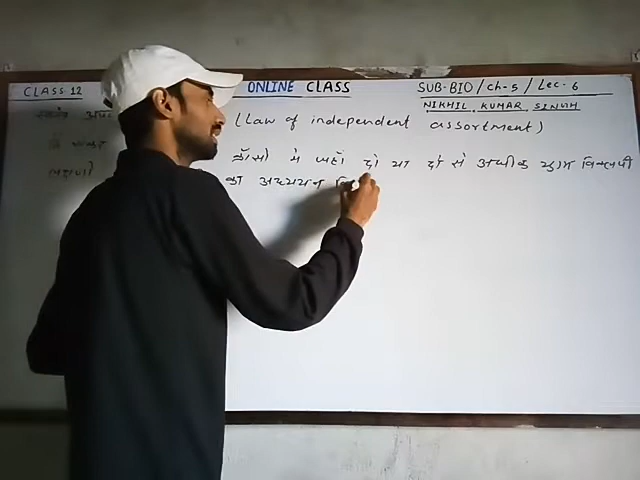 CLASS-12 ONLINE CLASS SUB-BIO/Ch-5/Lec-6
NIKHIL KUMAR SINGH
(Law of independent assortment)
क्रॉसों में जहाँ दो या दो से अधीक युग्म
का अध्ययन